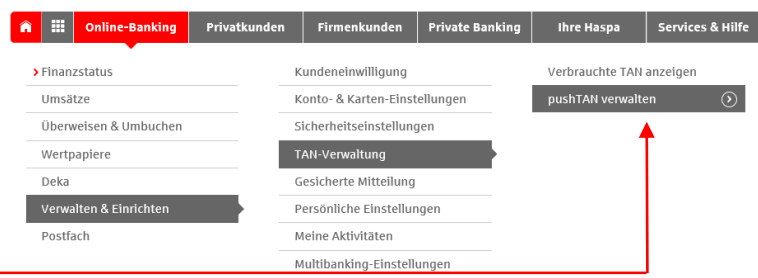 Online-Banking
Privatkunden
Firmenkunden
Private Banking
Ihre Haspa
Services & Hilfe
Finanzstatus
Umsätze
Überweisen & Umbuchen
Wertpapiere
Deka
Verwalten & Einrichten
Postfach
Kundeneinwilligung
Konto- & Karten-Einstellungen
Sicherheitseinstellungen
TAN-Verwaltung
Gesicherte Mitteilung
Persönliche Einstellungen
Meine Aktivitäten
Multibanking-Einstellungen
Verbrauchte TAN anzeigen
pushTAN verwalten